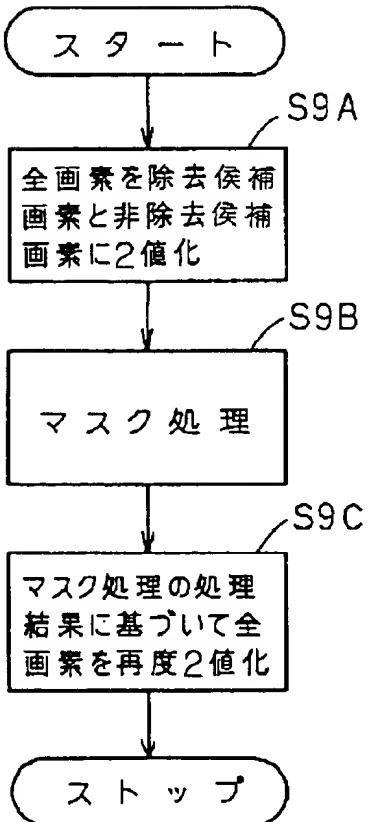 スタート
S9A
全画素を除去侯補
画素と非除去侯補
画素に2値化
S9B
マスク処理
S9C
マスク処理の処理
結果に基づいて全
画素を再度2値化
ストップ